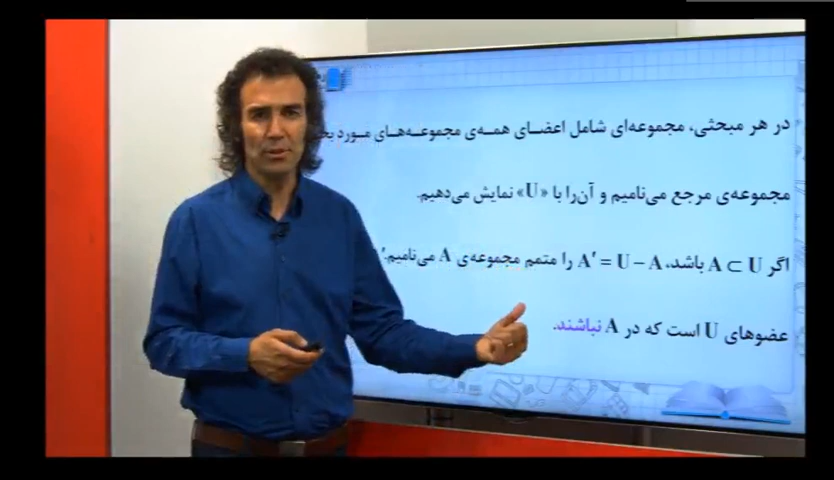 در هر مبحثی، مجموعه‌ای شامل اعضای همه‌ی مجموعه‌های مورد
مجموعه‌ی مرجع می‌نامیم و آن‌را با «U» نمایش می‌دهیم.
اگر A ⊂ U باشد، A′ = U − A را متمم مجموعه‌ی A می‌نامیم.
عضوهای U است که در A نباشند.